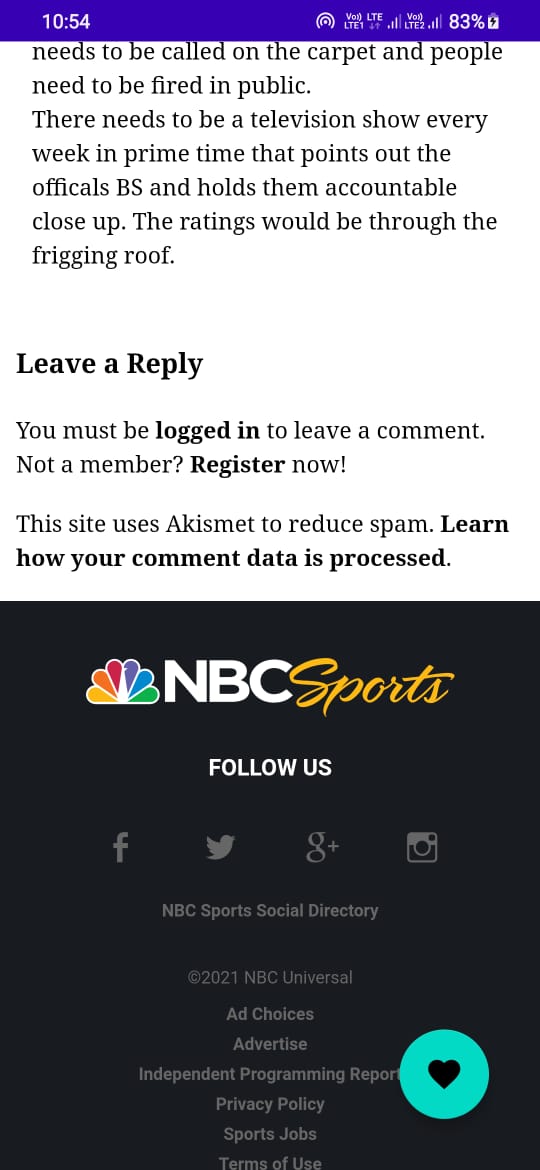 10:54
Vo)) LTE LTE1 Vo)) LTE2 83%
needs to be called on the carpet and people
need to be fired in public.
There needs to be a television show every
week in prime time that points out the
officals BS and holds them accountable
close up. The ratings would be through the
frigging roof.
Leave a Reply
You must be logged in to leave a comment.
Not a member? Register now!
This site uses Akismet to reduce spam. Learn
how your comment data is processed.
NBC Sports
FOLLOW US
NBC Sports Social Directory
©2021 NBC Universal
Ad Choices
Advertise
Independent Programming Report
Privacy Policy
Sports Jobs
Terms of Use